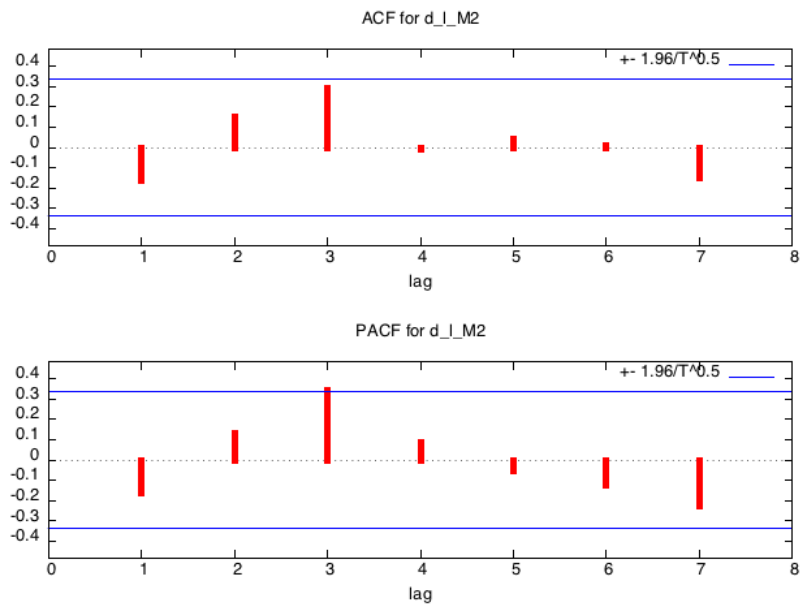 ACF for d_l_M2
+- 1.96/T^0.5
0.4
0.3
0.2
0.1
0
-0.1
-0.2
-0.3
-0.4
0 1 2 3 4 5 6 7 8
lag
PACF for d_l_M2
+- 1.96/T^0.5
0.4
0.3
0.2
0.1
0
-0.1
-0.2
-0.3
-0.4
0 1 2 3 4 5 6 7 8
lag